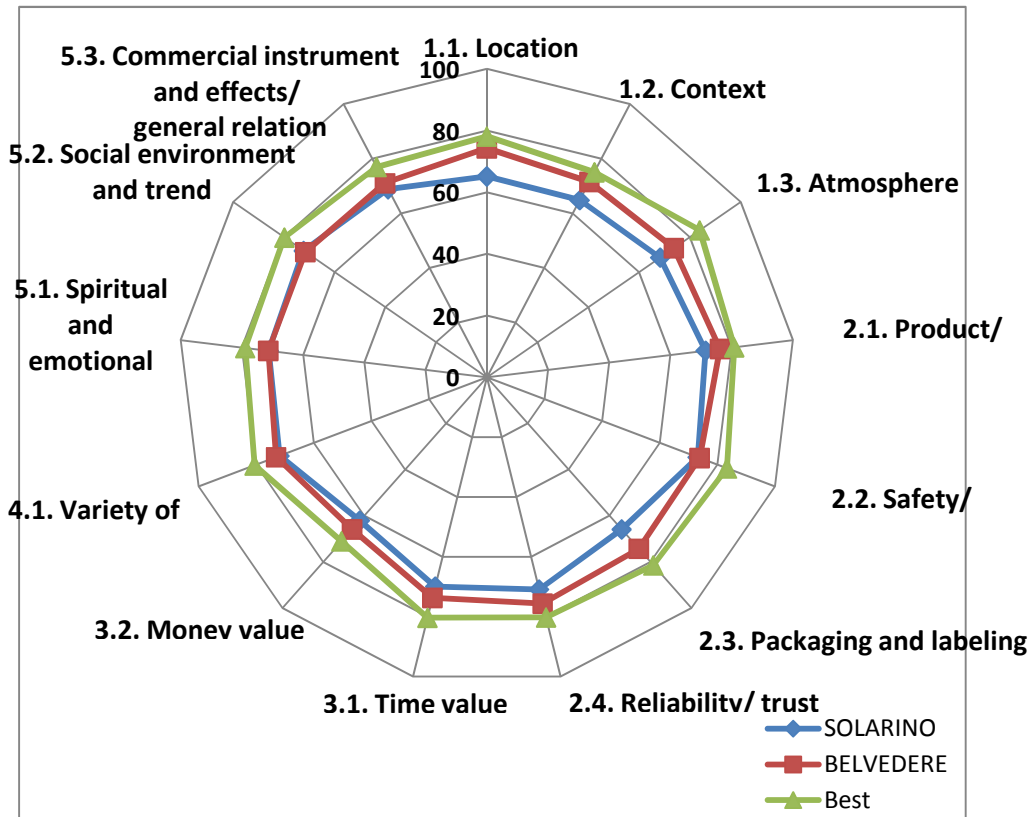 1.1. Location
100
80
60
40
20
0
1.2. Context
1.3. Atmosphere
2.1. Product/
2.2. Safety/
2.3. Packaging and labeling
2.4. Reliability/ trust
3.1. Time value
3.2. Money value
4.1. Variety of
5.1. Spiritual
and
emotional
5.2. Social environment
and trend
5.3. Commercial instrument
and effects/
general relation
SOLARINO
BELVEDERE
Best